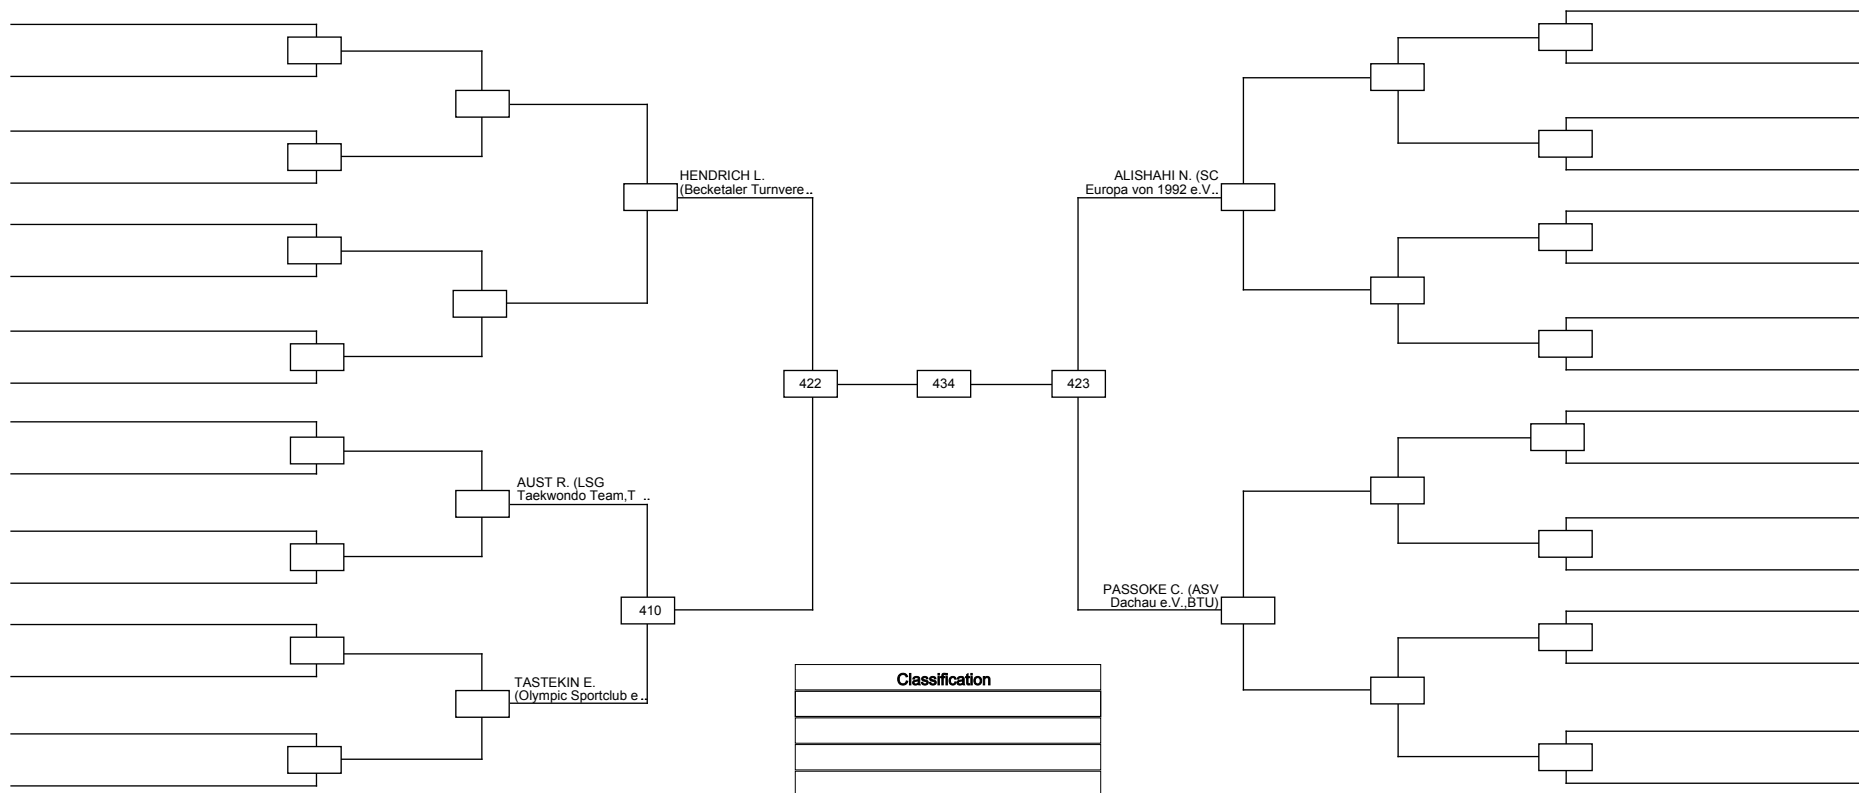 HENDRICH L.
(Becketaler Turnvere..
ALISHAHI N. (SC
Europa von 1992 e.V..
422
434
423
AUST R. (LSG
Taekwondo Team,T ..
410
PASSOKE C. (ASV
Dachau e.V.,BTU)
TASTEKIN E.
(Olympic Sportclub e..
Classification